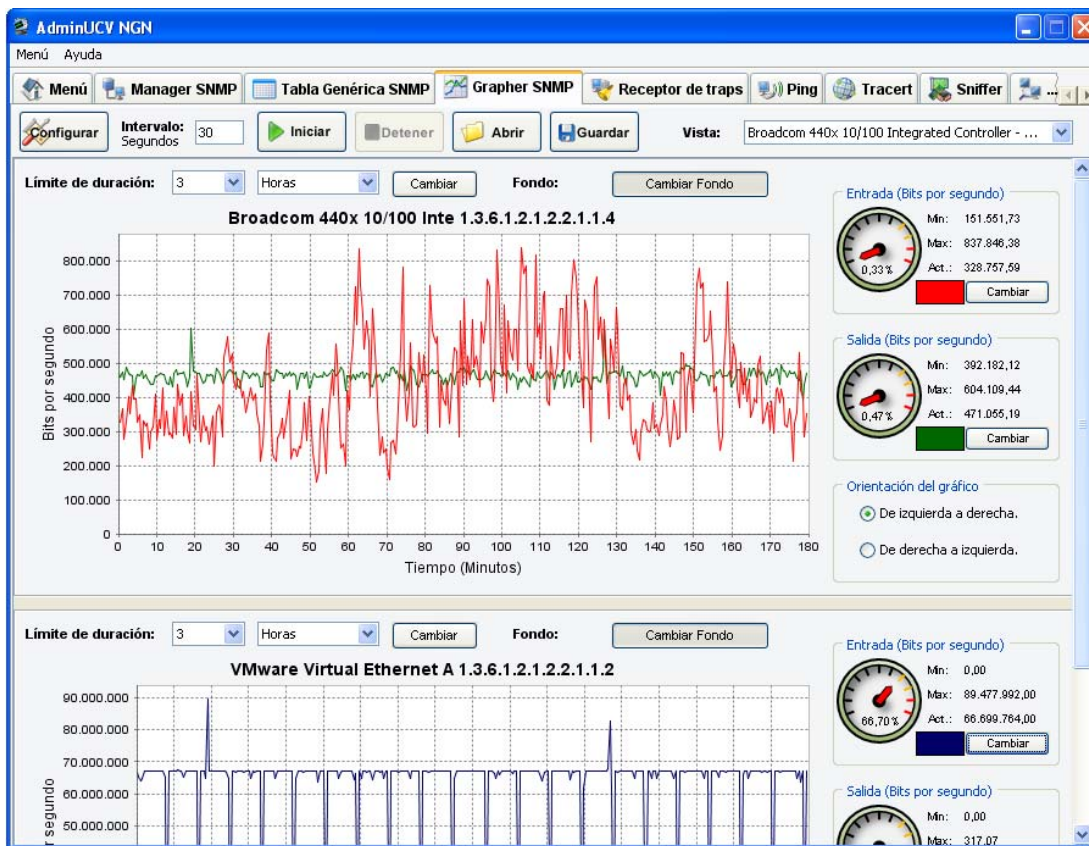 AdminUCV NGN
Menú Ayuda
Menú Manager SNMP Tabla Genérica SNMP Grapher SNMP Receptor de traps Ping Tracert Sniffer ...
Configurar Intervalo: Segundos 30 Iniciar Detener Abrir Guardar Vista: Broadcom 440x 10/100 Integrated Controller - ...
Límite de duración: 3 Horas Cambiar Fondo: Cambiar Fondo
Broadcom 440x 10/100 Inte 1.3.6.1.2.1.2.2.1.1.4
Bits por segundo
800.000
700.000
600.000
500.000
400.000
300.000
200.000
100.000
0
0 10 20 30 40 50 60 70 80 90 100 110 120 130 140 150 160 170 180
Tiempo (Minutos)
Entrada (Bits por segundo)
Min: 151.551,73
Max: 837.846,38
Act.: 328.757,59
0,33 %
Cambiar
Salida (Bits por segundo)
Min: 392.182,12
Max: 604.109,44
Act.: 471.055,19
0,47 %
Cambiar
Orientación del gráfico
De izquierda a derecha.
De derecha a izquierda.
Límite de duración: 3 Horas Cambiar Fondo: Cambiar Fondo
VMware Virtual Ethernet A 1.3.6.1.2.1.2.2.1.1.2
90.000.000
80.000.000
70.000.000
60.000.000
50.000.000
segundo
Entrada (Bits por segundo)
Min: 0,00
Max: 89.477.992,00
Act.: 66.699.764,00
66,70 %
Cambiar
Salida (Bits por segundo)
Min: 0,00
Max: 317,07